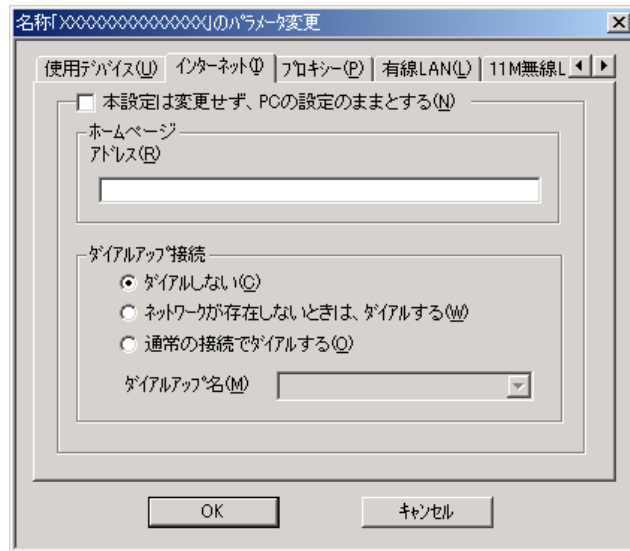 名称「XXXXXXXXXXXXXXX」のﾊﾟﾗﾒｰﾀ変更
使用ﾃﾞﾊﾞｲｽ(U) ｲﾝﾀｰﾈｯﾄ(I) ﾌﾟﾛｷｼｰ(P) 有線LAN(L) 11M無線L
本設定は変更せず、PCの設定のままとする(N)
ホームページ
ｱﾄﾞﾚｽ(R)
ﾀﾞｲｱﾙｱｯﾌﾟ接続
ﾀﾞｲｱﾙしない(C)
ﾈｯﾄﾜｰｸが存在しないときは、ﾀﾞｲｱﾙする(W)
通常の接続でﾀﾞｲｱﾙする(O)
ﾀﾞｲｱﾙｱｯﾌﾟ名(M)
OK ｷｬﾝｾﾙ